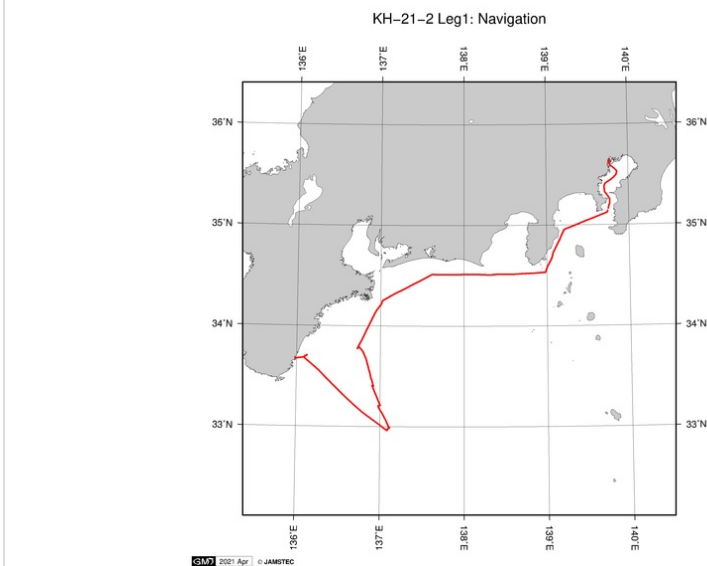 KH-21-2 Leg1: Navigation
136˚E 137˚E 138˚E 139˚E 140˚E
36˚N 36˚N
35˚N 35˚N
34˚N 34˚N
33˚N 33˚N
136˚E 137˚E 138˚E 139˚E 140˚E
GMD 2021 Apr © JAMSTEC